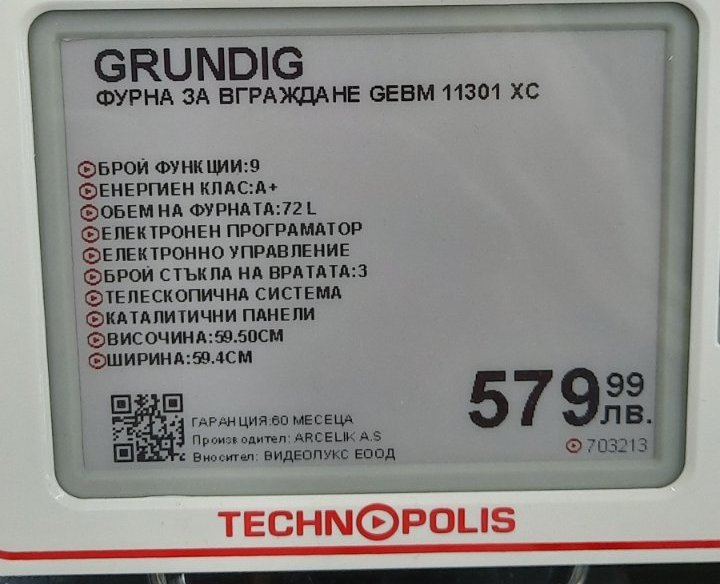 GRUNDIG
ФУРНА ЗА ВГРАЖДАНЕ GEBM 11301 XC
БРОЙ ФУНКЦИИ:9
ЕНЕРГИЕН КЛАС:A+
ОБЕМ НА ФУРНАТА:72 L
ЕЛЕКТРОНЕН ПРОГРАМАТОР
ЕЛЕКТРОННО УПРАВЛЕНИЕ
БРОЙ СТЪКЛА НА ВРАТАТА:3
ТЕЛЕСКОПИЧНА СИСТЕМА
КАТАЛИТИЧНИ ПАНЕЛИ
ВИСОЧИНА:59.50СМ
ШИРИНА:59.4СМ
579 99 лв.
ГАРАНЦИЯ:60 МЕСЕЦА
Производител: ARCELIK A.S
Вносител: ВИДЕОЛУКС ЕООД
703213
TECHNOPOLIS